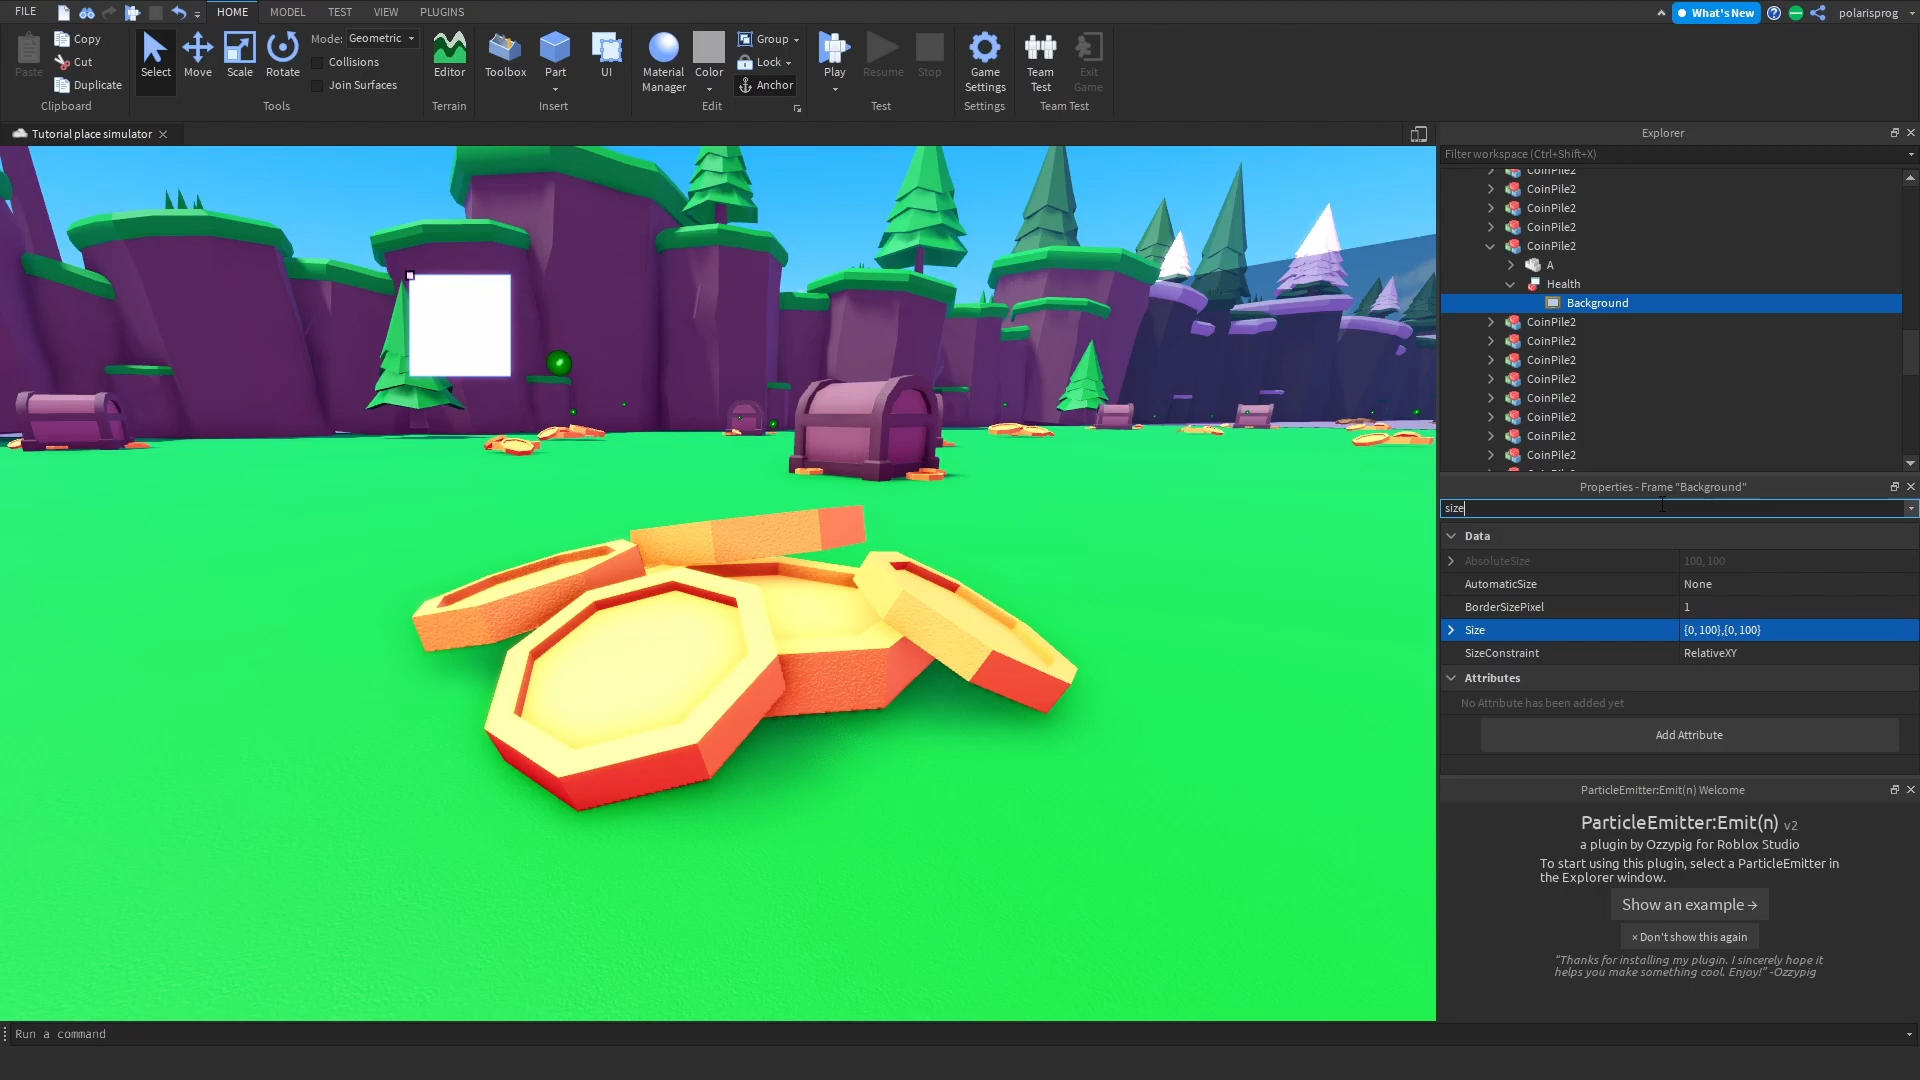 FILE
HOME
MODEL
TEST
VIEW
PLUGINS
What's New
polarisprog
Paste
Copy
Cut
Duplicate
Clipboard
Select
Move
Scale
Rotate
Mode: Geometric
Collisions
Join Surfaces
Tools
Editor
Terrain
Toolbox
Part
UI
Insert
Material
Manager
Color
Group
Lock
Anchor
Edit
Play
Resume
Stop
Test
Game
Settings
Settings
Team
Test
Exit
Game
Team Test
Tutorial place simulator
Explorer
Filter workspace (Ctrl+Shift+X)
CoinPile2
CoinPile2
CoinPile2
CoinPile2
CoinPile2
A
Health
Background
CoinPile2
CoinPile2
CoinPile2
CoinPile2
CoinPile2
CoinPile2
CoinPile2
CoinPile2
Properties - Frame "Background"
size
Data
AbsoluteSize 100, 100
AutomaticSize None
BorderSizePixel 1
Size {0, 100},{0, 100}
SizeConstraint RelativeXY
Attributes
No Attribute has been added yet
Add Attribute
ParticleEmitter:Emit(n) Welcome
ParticleEmitter:Emit(n) v2
a plugin by Ozzypig for Roblox Studio
To start using this plugin, select a ParticleEmitter in
the Explorer window.
Show an example →
× Don't show this again
"Thanks for installing my plugin. I sincerely hope it
helps you make something cool. Enjoy!" -Ozzypig
Run a command